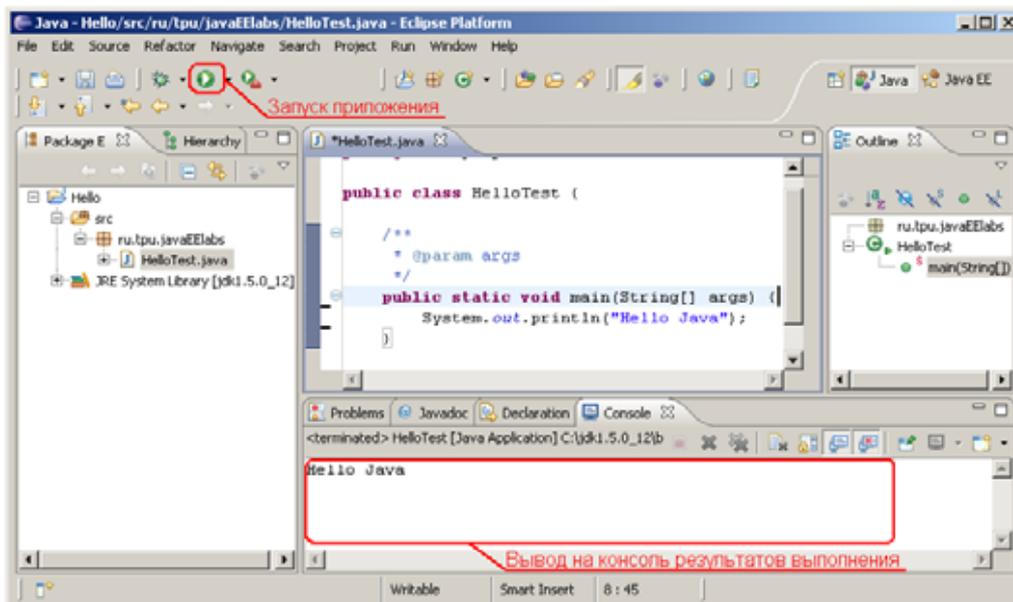 Java - Hello/src/ru/tpu/javaEElabs/HelloTest.java - Eclipse Platform
File Edit Source Refactor Navigate Search Project Run Window Help
Java Java EE
Запуск приложения
Package E Hierarchy
Hello
src
ru.tpu.javaEElabs
HelloTest.java
JRE System Library [jdk1.5.0_12]
*HelloTest.java
public class HelloTest {
/**
* @param args
*/
public static void main(String[] args) {
System.out.println("Hello Java");
}
Outline
ru.tpu.javaEElabs
HelloTest
main(String[])
Problems Javadoc Declaration Console
<terminated> HelloTest [Java Application] C:\jdk1.5.0_12\b
Hello Java
Вывод на консоль результатов выполнения
Writable Smart Insert 8 : 45